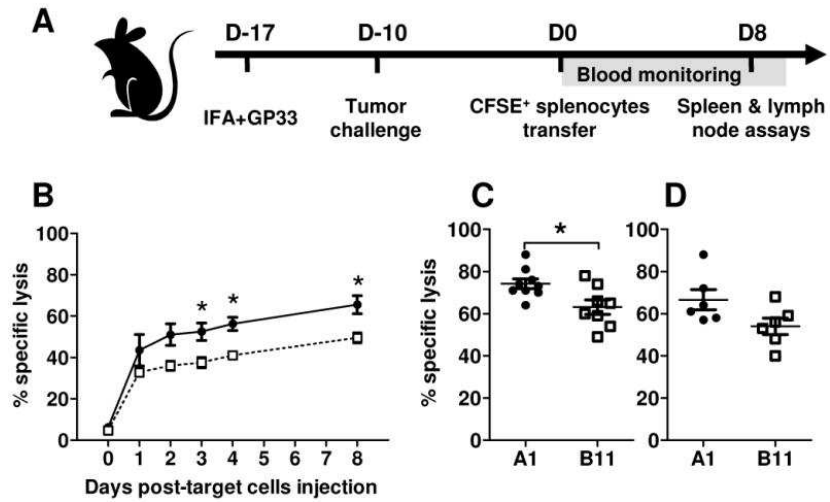 A
D-17 D-10 D0 D8
Blood monitoring
IFA+GP33
Tumor
challenge
CFSE⁺ splenocytes
transfer
Spleen & lymph
node assays
B
% specific lysis
100
80
60
40
20
0
* * *
0 1 2 3 4 5 6 7 8
Days post-target cells injection
C
% specific lysis
100
80
60
40
20
0
*
A1 B11
D
100
80
60
40
20
0
A1 B11